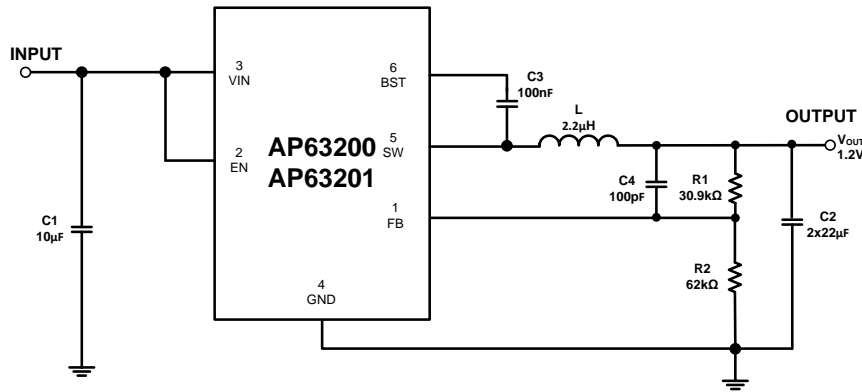 INPUT
3
VIN
2
EN
AP63200
AP63201
6
BST
5
SW
1
FB
4
GND
C1
10µF
C3
100nF
L
2.2µH
C4
100pF
R1
30.9kΩ
R2
62kΩ
C2
2x22µF
OUTPUT
VOUT
1.2V